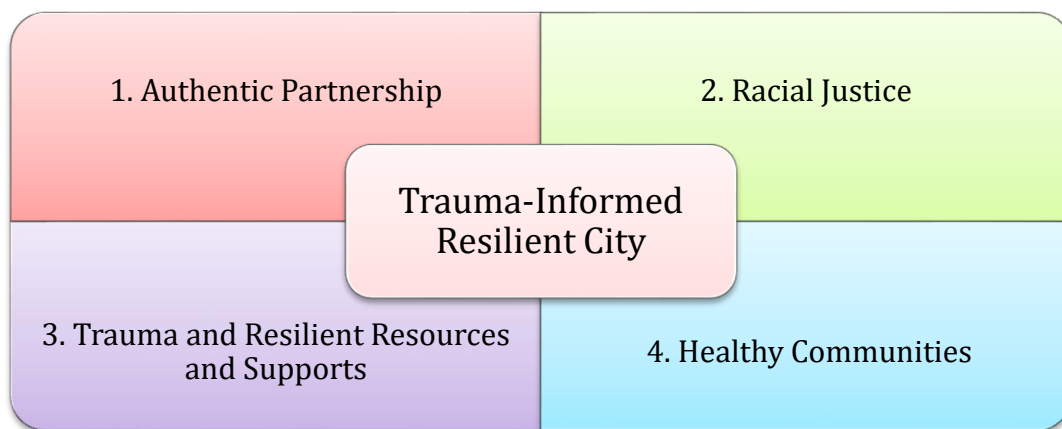 1. Authentic Partnership
2. Racial Justice
Trauma-Informed
Resilient City
3. Trauma and Resilient Resources
and Supports
4. Healthy Communities